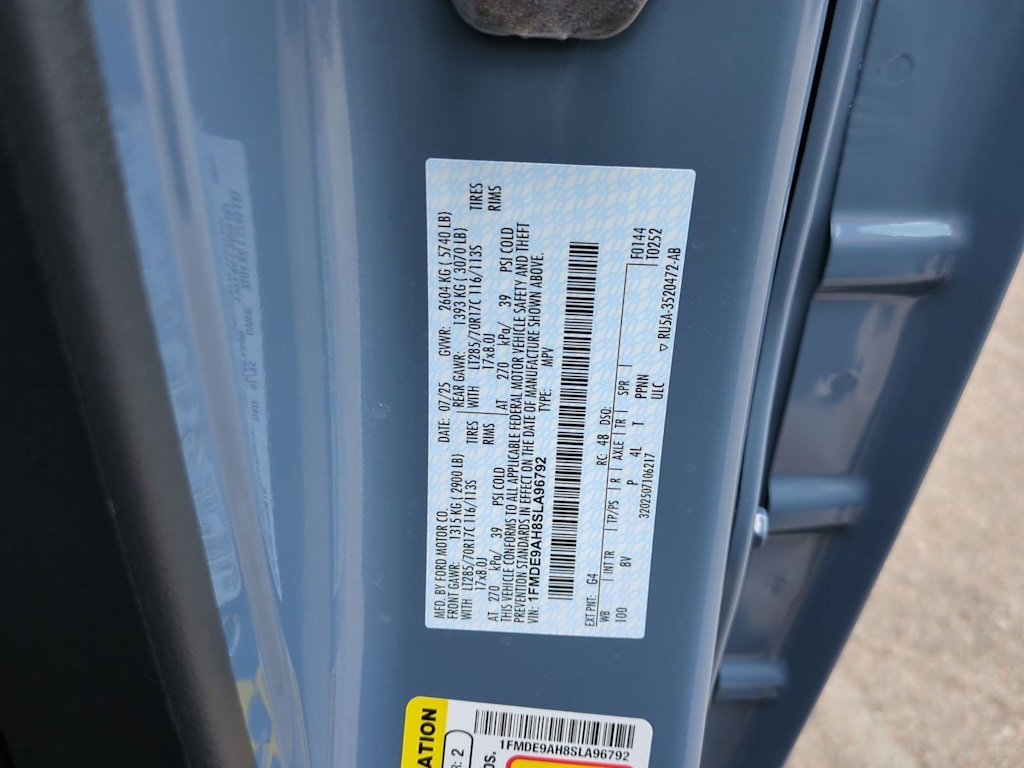 MFD. BY FORD MOTOR CO. DATE: 07/25 GVWR: 2604 KG ( 5740 LB)
FRONT GAWR: 1315 KG ( 2900 LB) REAR GAWR: 1393 KG ( 3070 LB)
WITH LT285/70R17C 116/113S TIRES WITH LT285/70R17C 116/113S TIRES
17x8.0J RIMS 17x8.0J RIMS
AT 270 kPa/ 39 PSI COLD AT 270 kPa/ 39 PSI COLD
THIS VEHICLE CONFORMS TO ALL APPLICABLE FEDERAL MOTOR VEHICLE SAFETY AND THEFT
PREVENTION STANDARDS IN EFFECT ON THE DATE OF MANUFACTURE SHOWN ABOVE.
VIN: 1FMDE9AH8SLA96792 TYPE: MPV
EXT PNT: G4 RC: 48 DSO: F0144
WB INT TR TP/PS R AXLE TR SPR T0252
100 BV P 4L T PPNN
3202507106217 ULC
▽ RU5A-3520472-AB
1FMDE9AH8SLA96792
R: 2